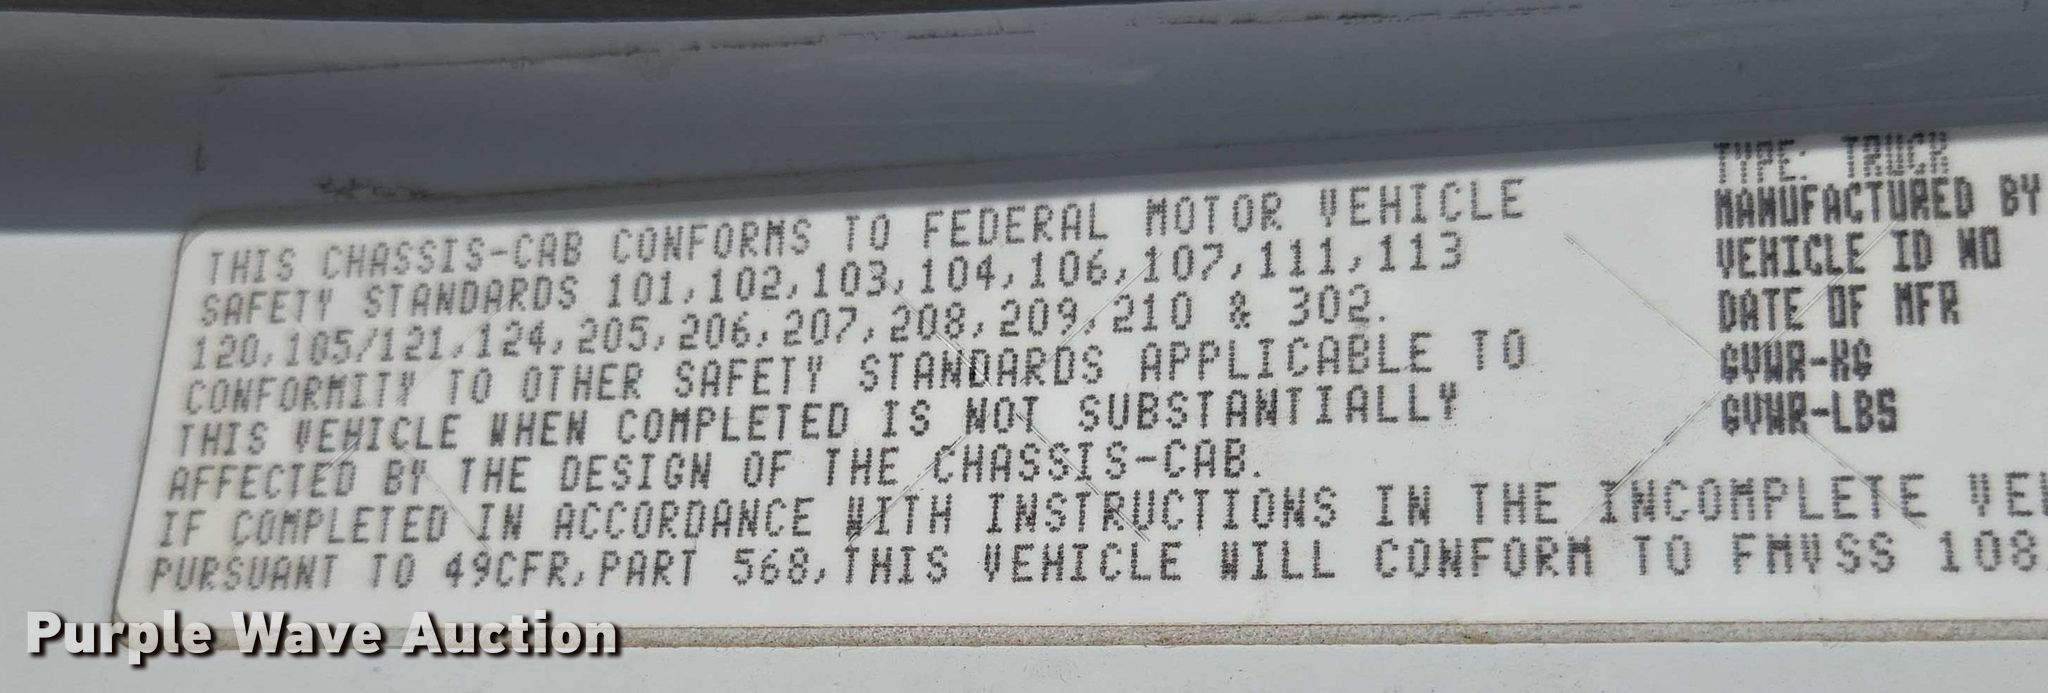 THIS CHASSIS-CAB CONFORMS TO FEDERAL MOTOR VEHICLE
SAFETY STANDARDS 101,102,103,104,106,107,111,113
120,105/121,124,205,206,207,208,209,210 & 302.
CONFORMITY TO OTHER SAFETY STANDARDS APPLICABLE TO
THIS VEHICLE WHEN COMPLETED IS NOT SUBSTANTIALLY
AFFECTED BY THE DESIGN OF THE CHASSIS-CAB.
IF COMPLETED IN ACCORDANCE WITH INSTRUCTIONS IN THE INCOMPLETE VEH
PURSUANT TO 49CFR,PART 568,THIS VEHICLE WILL CONFORM TO FMVSS 108
TYPE: TRUCK
MANUFACTURED BY
VEHICLE ID NO
DATE OF MFR
GVWR-KG
GVWR-LBS
Purple Wave Auction